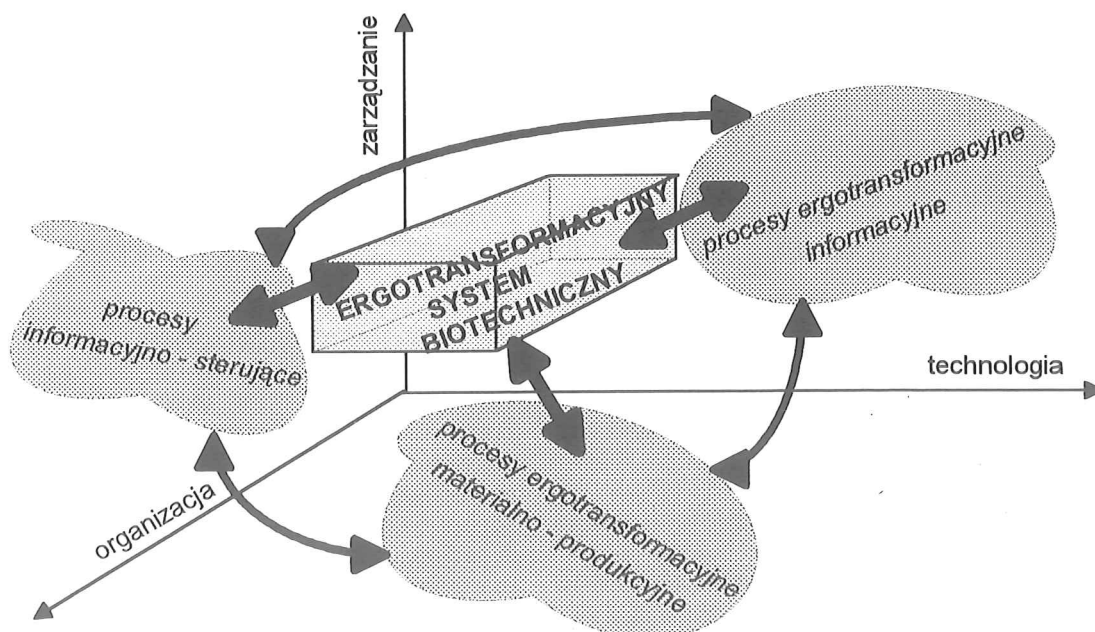 zarządzanie
procesy ergotransformacyjne
informacyjne
ERGOTRANSFORMACYJNY
SYSTEM
BIOTECHNICZNY
procesy
informacyjno - sterujące
technologia
procesy ergotransformacyjne
materialno - produkcyjne
organizacja